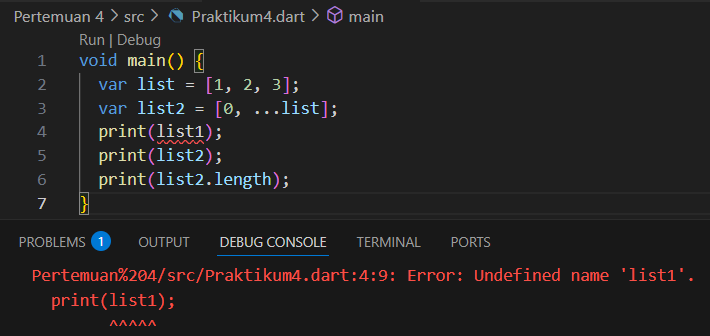 Pertemuan 4 > src > Praktikum4.dart > main
Run | Debug
1 void main() {
2 var list = [1, 2, 3];
3 var list2 = [0, ...list];
4 print(list1);
5 print(list2);
6 print(list2.length);
7 }
PROBLEMS 1 OUTPUT DEBUG CONSOLE TERMINAL PORTS
Pertemuan%204/src/Praktikum4.dart:4:9: Error: Undefined name 'list1'.
print(list1);
^^^^^